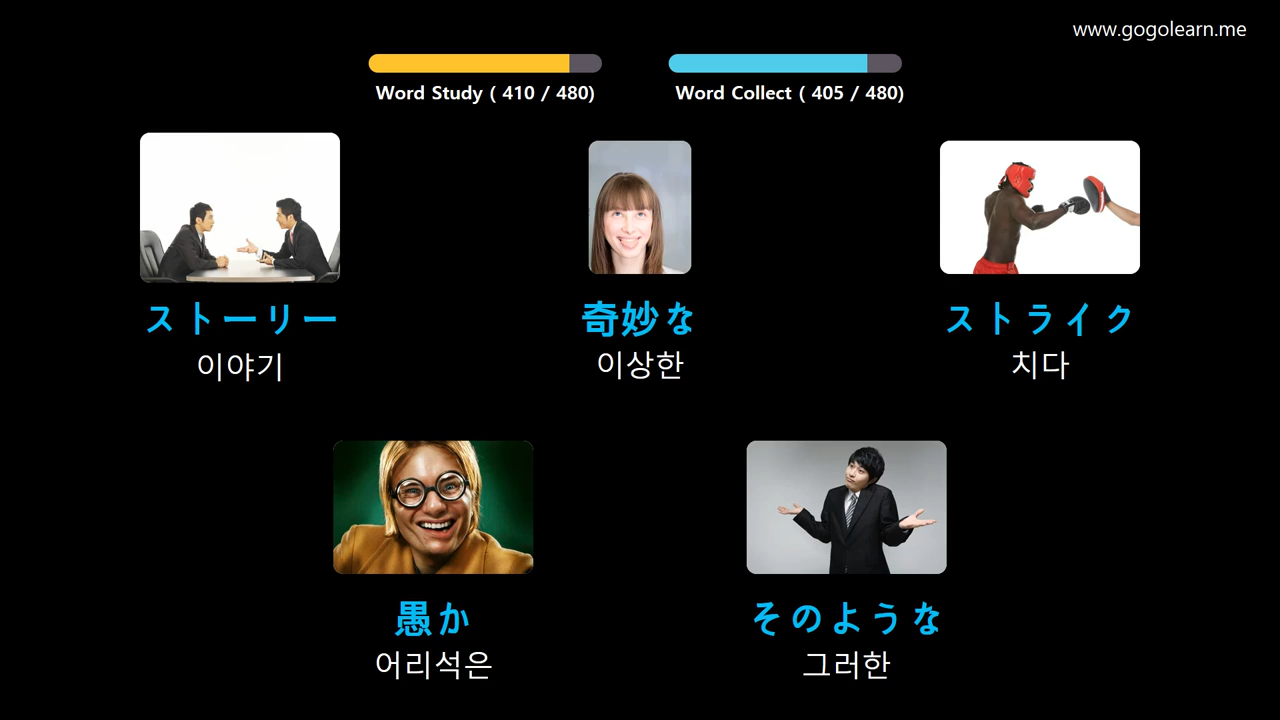 www.gogolearn.me
Word Study ( 410 / 480)
Word Collect ( 405 / 480)
ストーリー
이야기
奇妙な
이상한
ストライク
치다
愚か
어리석은
そのような
그러한